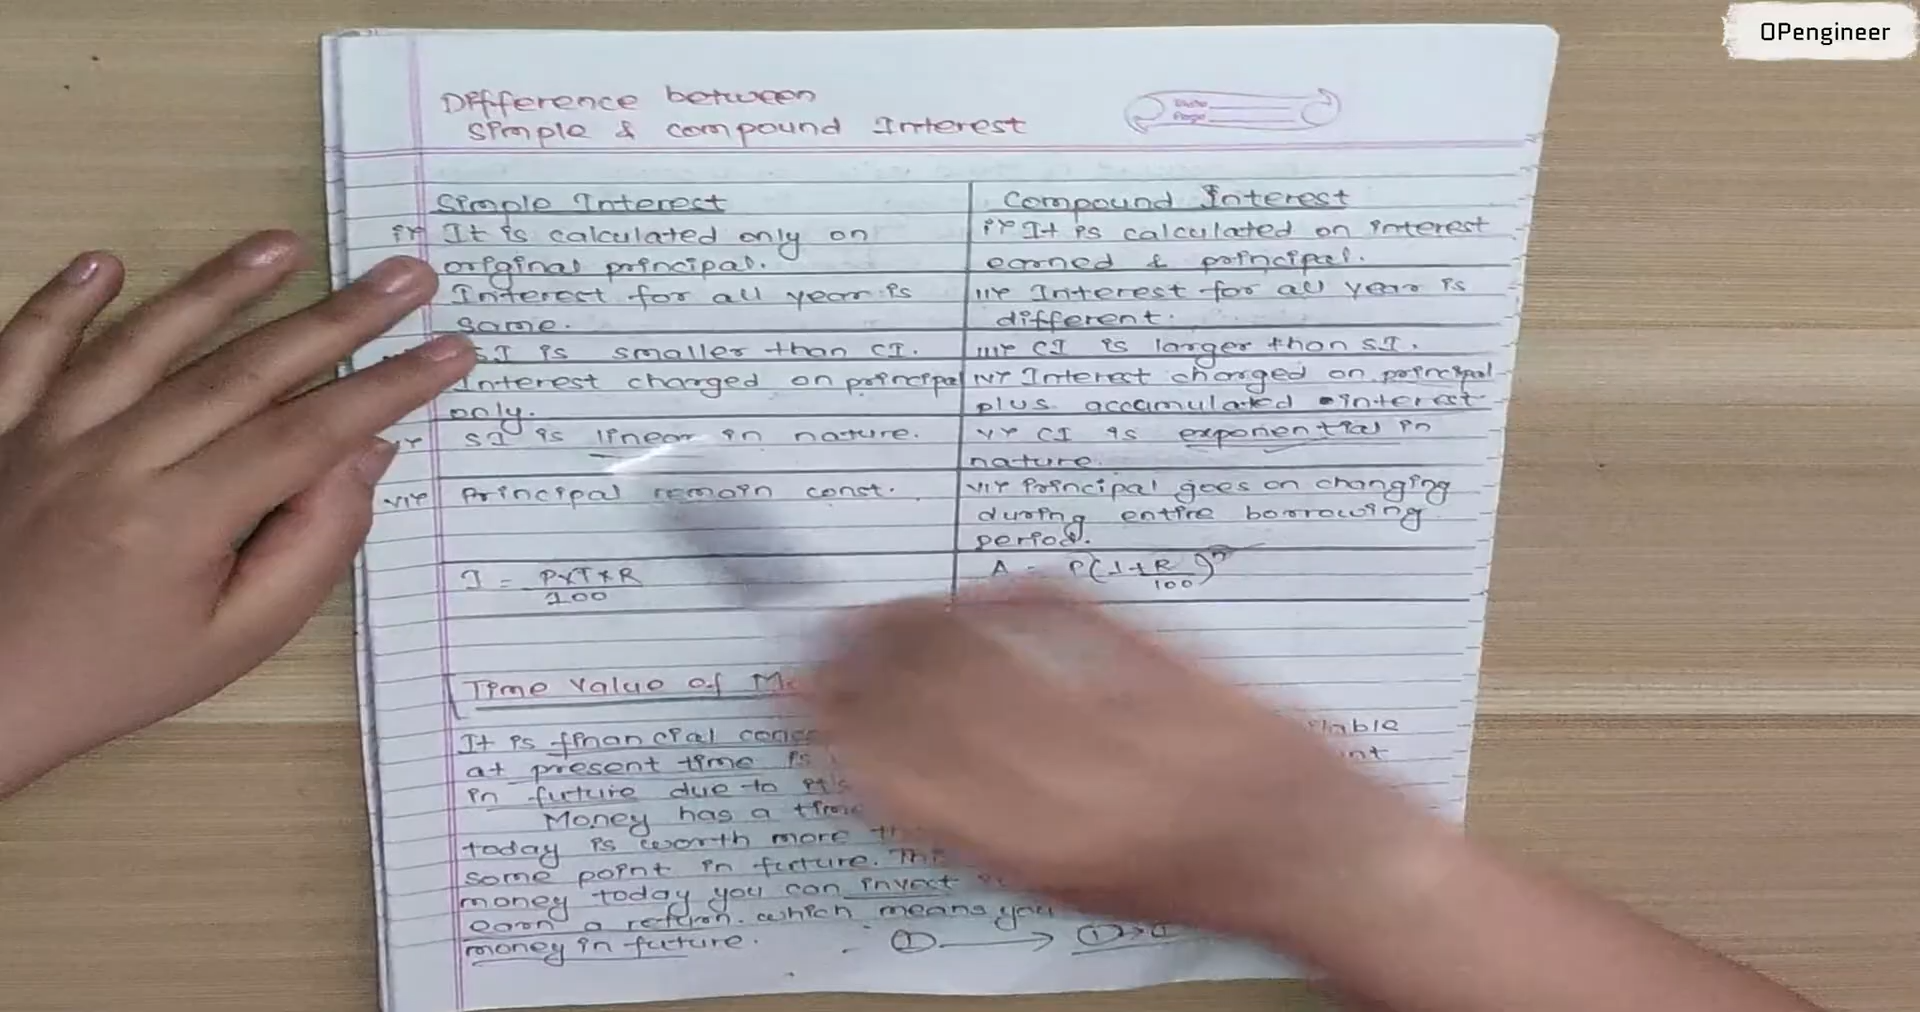 OPengineer
Difference between
Simple & compound Interest
Date
Page
Simple Interest
i) It is calculated only on
original principal.
Interest for all year is
same.
SI is smaller than CI.
Interest charged on principal
only.
v) SI is linear in nature.
vi) Principal remain const.
I = P×T×R
100
Compound Interest
i) It is calculated on interest
earned & principal.
ii) Interest for all year is
different.
iii) CI is larger than SI.
iv) Interest charged on principal
plus accamulated interest
v) CI is exponential in
nature.
vi) Principal goes on changing
during entire borrowing
period.
A = P(1+R/100)^n
Time Value of
It is financial
at present time is
in future due to it's
Money has a
today is worth more
some point in future.
money today you can invest
earn a return. which means you
money in future.